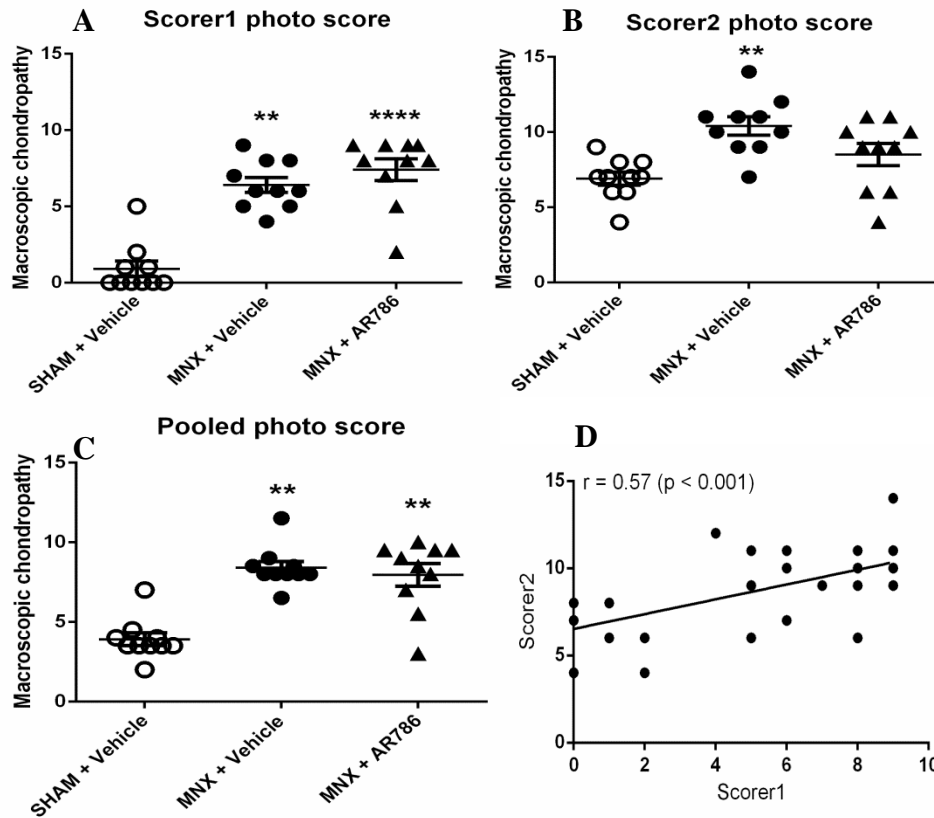 A
Scorer1 photo score
Macroscopic chondropathy
15
10
5
0
**
****
SHAM + Vehicle
MNX + Vehicle
MNX + AR786
B
Scorer2 photo score
Macroscopic chondropathy
15
10
5
0
**
SHAM + Vehicle
MNX + Vehicle
MNX + AR786
C
Pooled photo score
Macroscopic chondropathy
15
10
5
0
**
**
SHAM + Vehicle
MNX + Vehicle
MNX + AR786
D
r = 0.57 (p < 0.001)
Scorer2
15
10
5
0
0 2 4 6 8 10
Scorer1